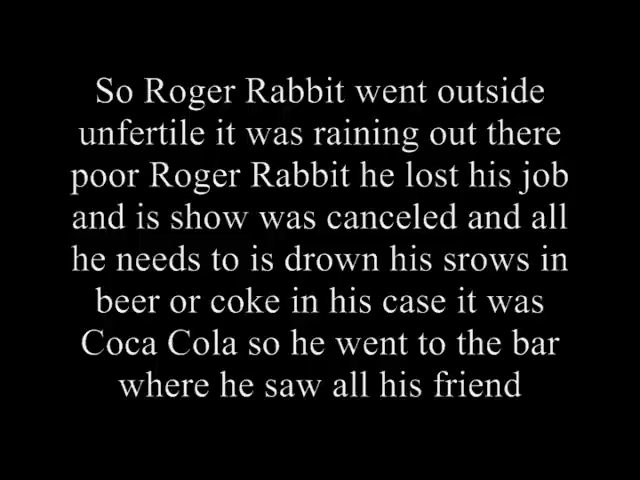 So Roger Rabbit went outside
unfertile it was raining out there
poor Roger Rabbit he lost his job
and is show was canceled and all
he needs to is drown his srows in
beer or coke in his case it was
Coca Cola so he went to the bar
where he saw all his friend